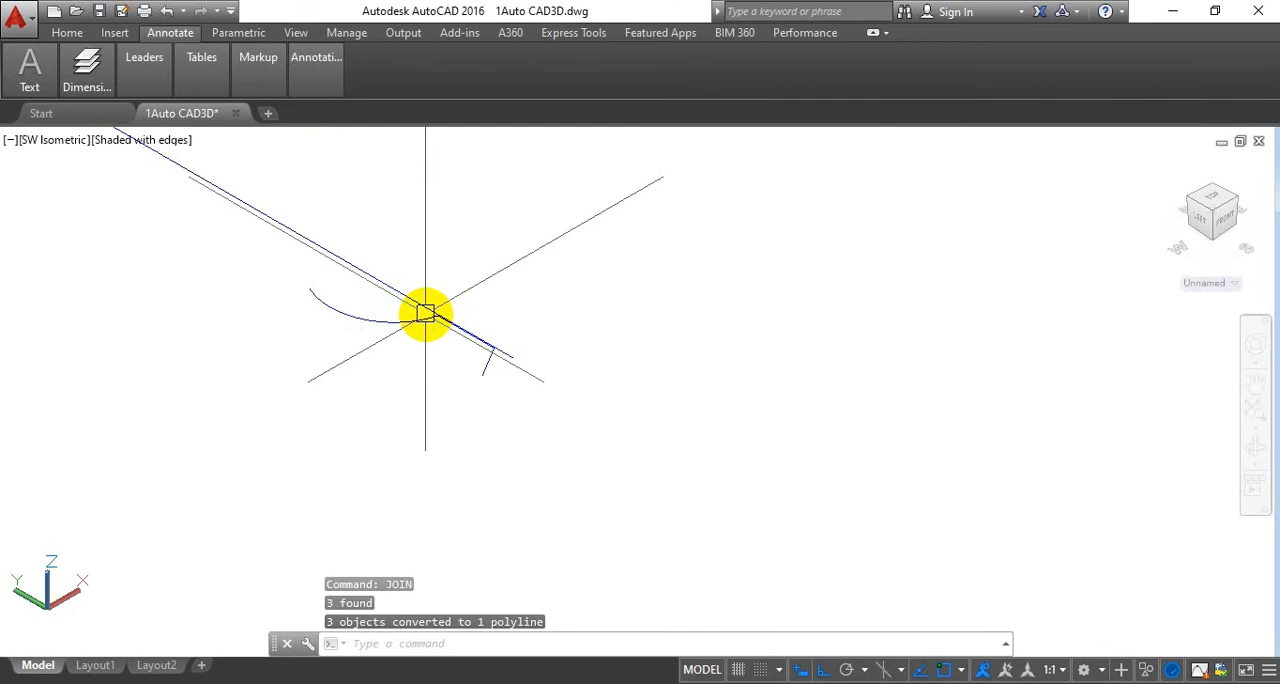 Autodesk AutoCAD 2016 1Auto CAD3D.dwg
Type a keyword or phrase
Sign In
Home Insert Annotate Parametric View Manage Output Add-ins A360 Express Tools Featured Apps BIM 360 Performance
A
Text
Dimensi...
Leaders
Tables
Markup
Annotati...
Start
1Auto CAD3D*
[−][SW Isometric][Shaded with edges]
TOP
LEFT FRONT
W
Unnamed
Z
Y X
Command: JOIN
3 found
3 objects converted to 1 polyline
Type a command
Model Layout1 Layout2 +
MODEL 1:1